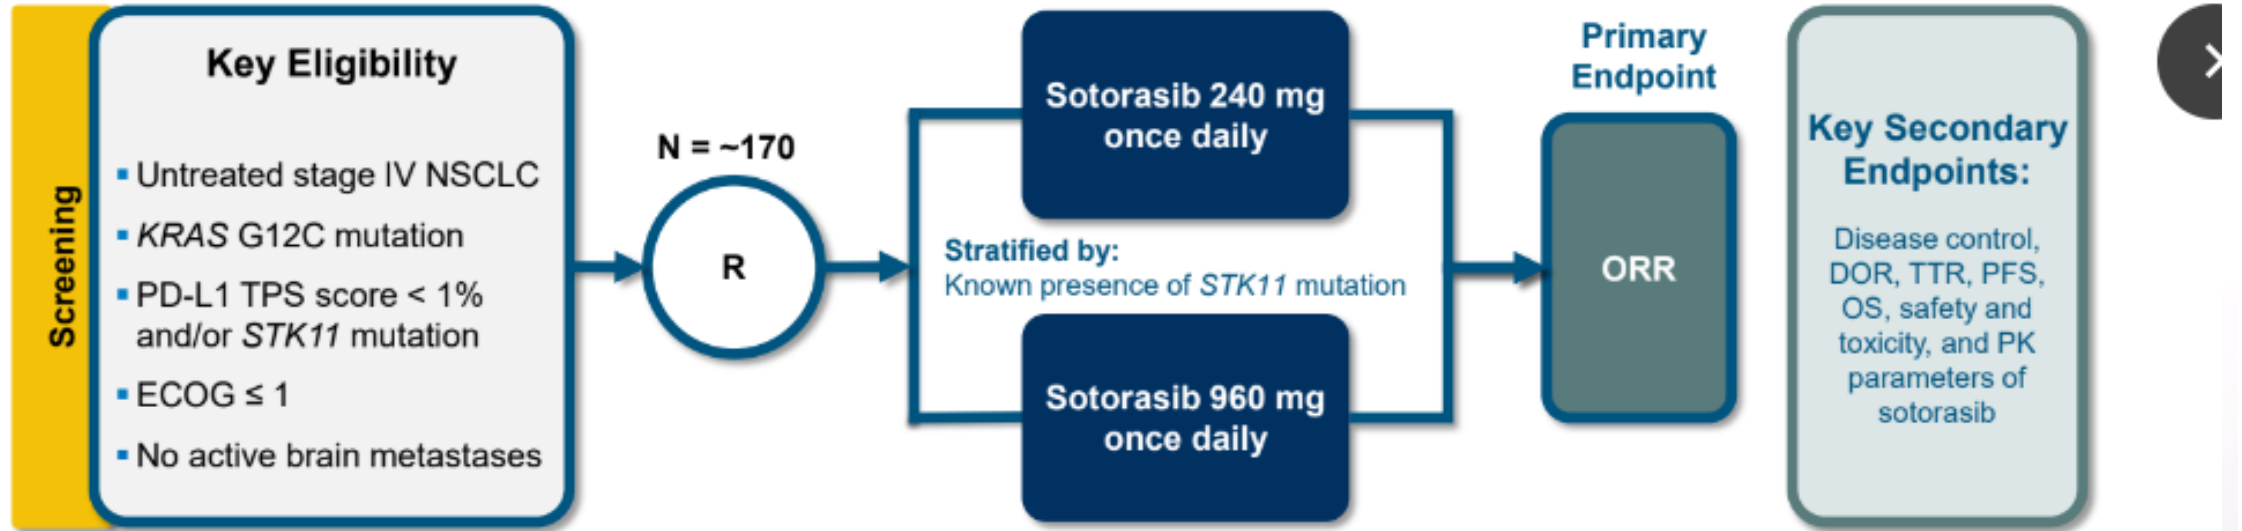 Screening
Key Eligibility
▪ Untreated stage IV NSCLC
▪ KRAS G12C mutation
▪ PD-L1 TPS score < 1%
and/or STK11 mutation
▪ ECOG ≤ 1
▪ No active brain metastases
N = ~170
R
Sotorasib 240 mg
once daily
Stratified by:
Known presence of STK11 mutation
Sotorasib 960 mg
once daily
Primary
Endpoint
ORR
Key Secondary
Endpoints:
Disease control,
DOR, TTR, PFS,
OS, safety and
toxicity, and PK
parameters of
sotorasib